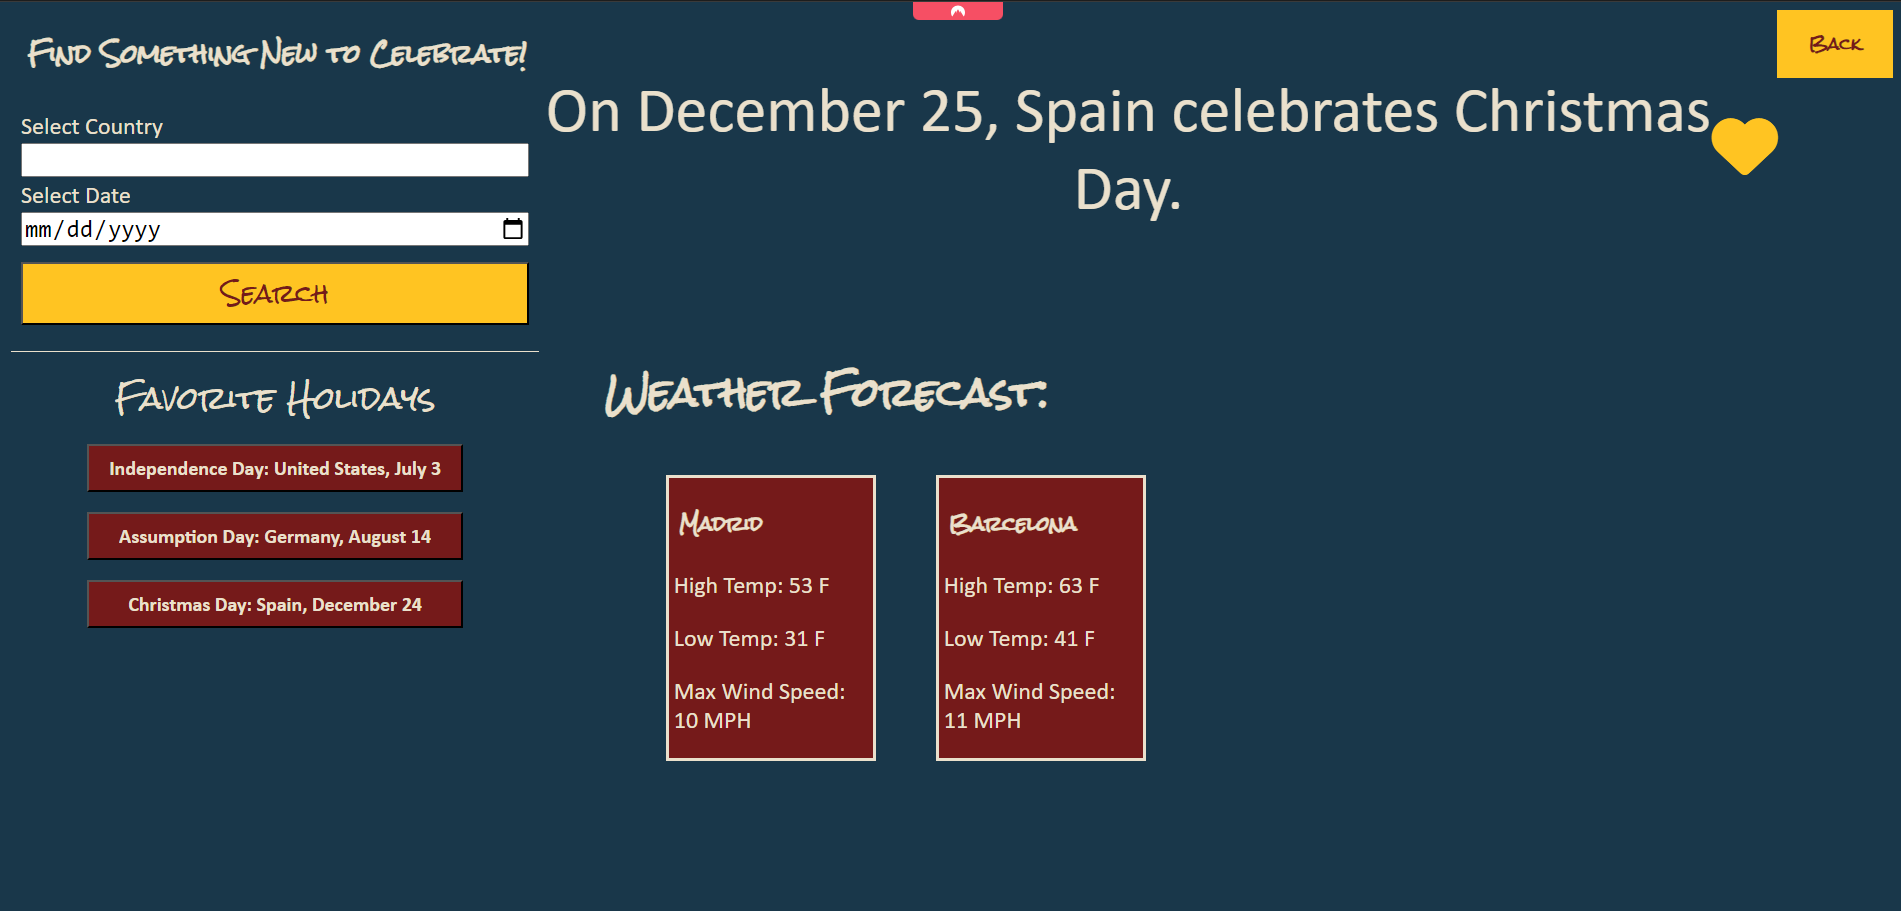 Find Something New to Celebrate!
Select Country
Select Date
mm/dd/yyyy
Search
Favorite Holidays
Independence Day: United States, July 3
Assumption Day: Germany, August 14
Christmas Day: Spain, December 24
Back
On December 25, Spain celebrates Christmas
Day.
Weather Forecast:
Madrid
High Temp: 53 F
Low Temp: 31 F
Max Wind Speed:
10 MPH
Barcelona
High Temp: 63 F
Low Temp: 41 F
Max Wind Speed:
11 MPH